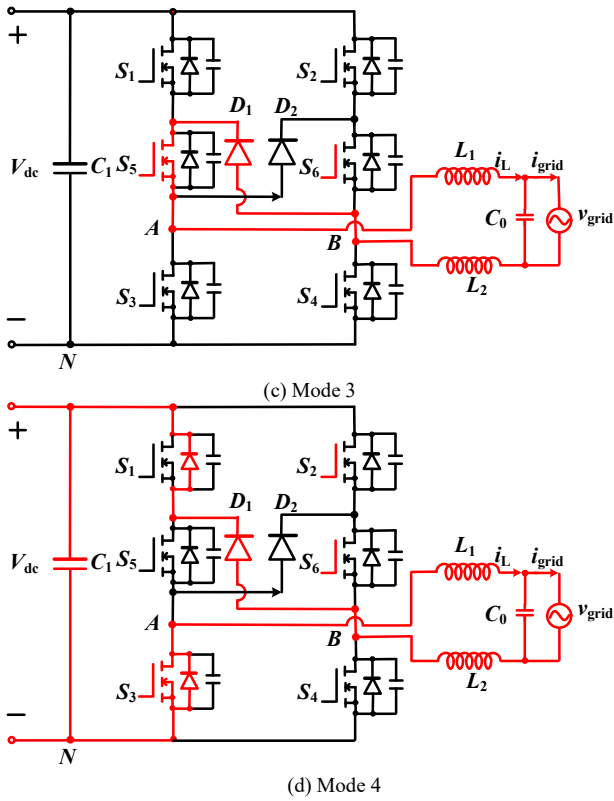 +
S1
S2
D1
D2
Vdc
C1
S5
S6
L1
iL
igrid
C0
vgrid
A
B
L2
S3
S4
−
N
(c) Mode 3
+
S1
S2
D1
D2
Vdc
C1
S5
S6
L1
iL
igrid
C0
vgrid
A
B
L2
S3
S4
−
N
(d) Mode 4